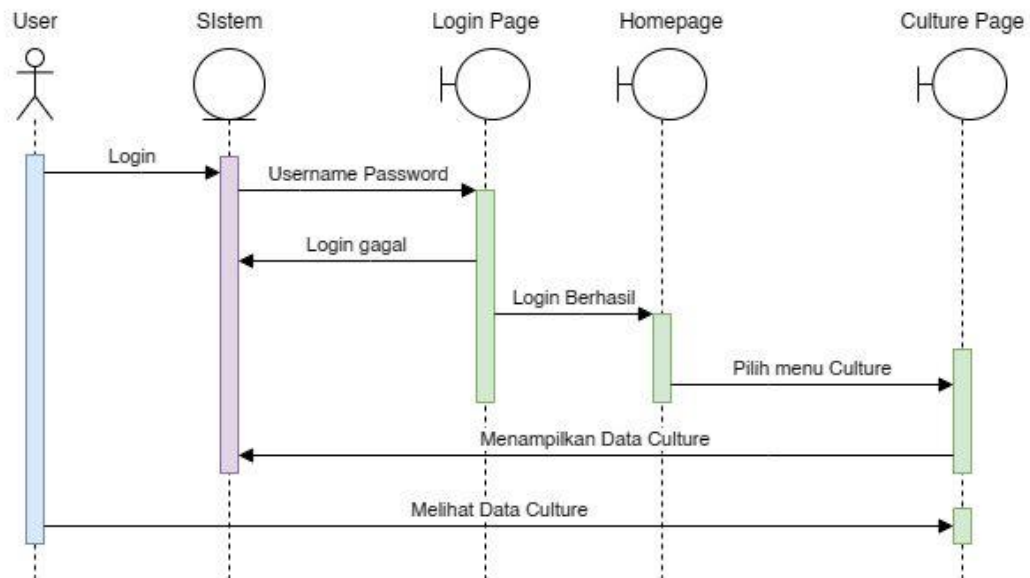 User
SIstem
Login Page
Homepage
Culture Page
Login
Username Password
Login gagal
Login Berhasil
Pilih menu Culture
Menampilkan Data Culture
Melihat Data Culture